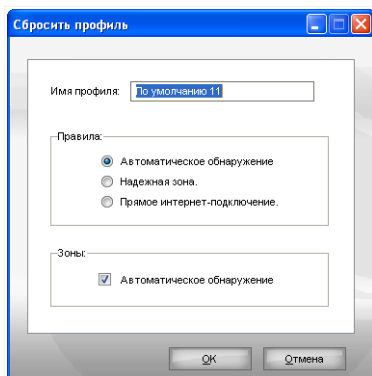 Сбросить профиль
Имя профиля: По умолчанию 11
Правила:
Автоматическое обнаружение
Надежная зона.
Прямое интернет-подключение.
Зоны:
Автоматическое обнаружение
OK Отмена